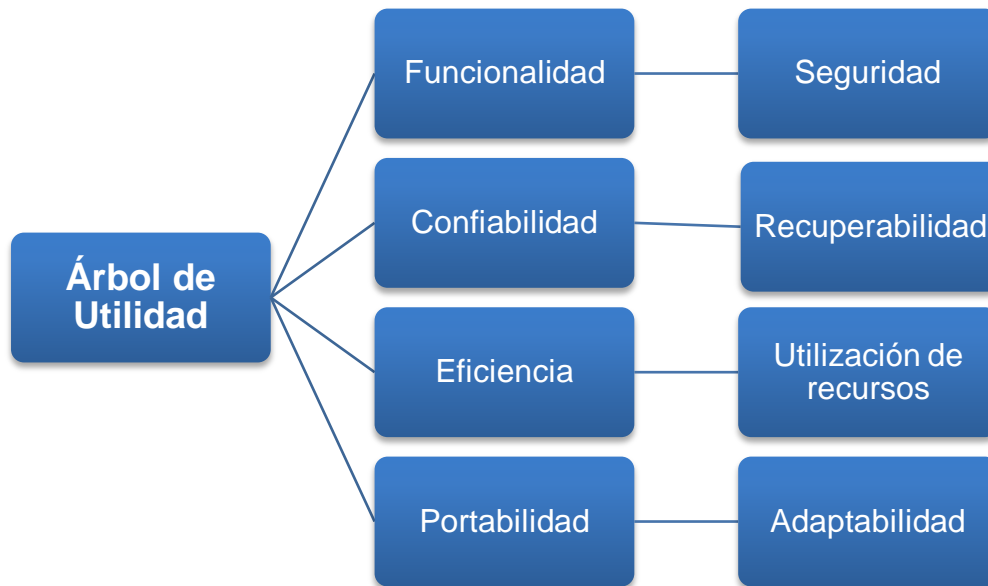 Funcionalidad
Seguridad
Confiabilidad
Recuperabilidad
Árbol de
Utilidad
Eficiencia
Utilización de
recursos
Portabilidad
Adaptabilidad